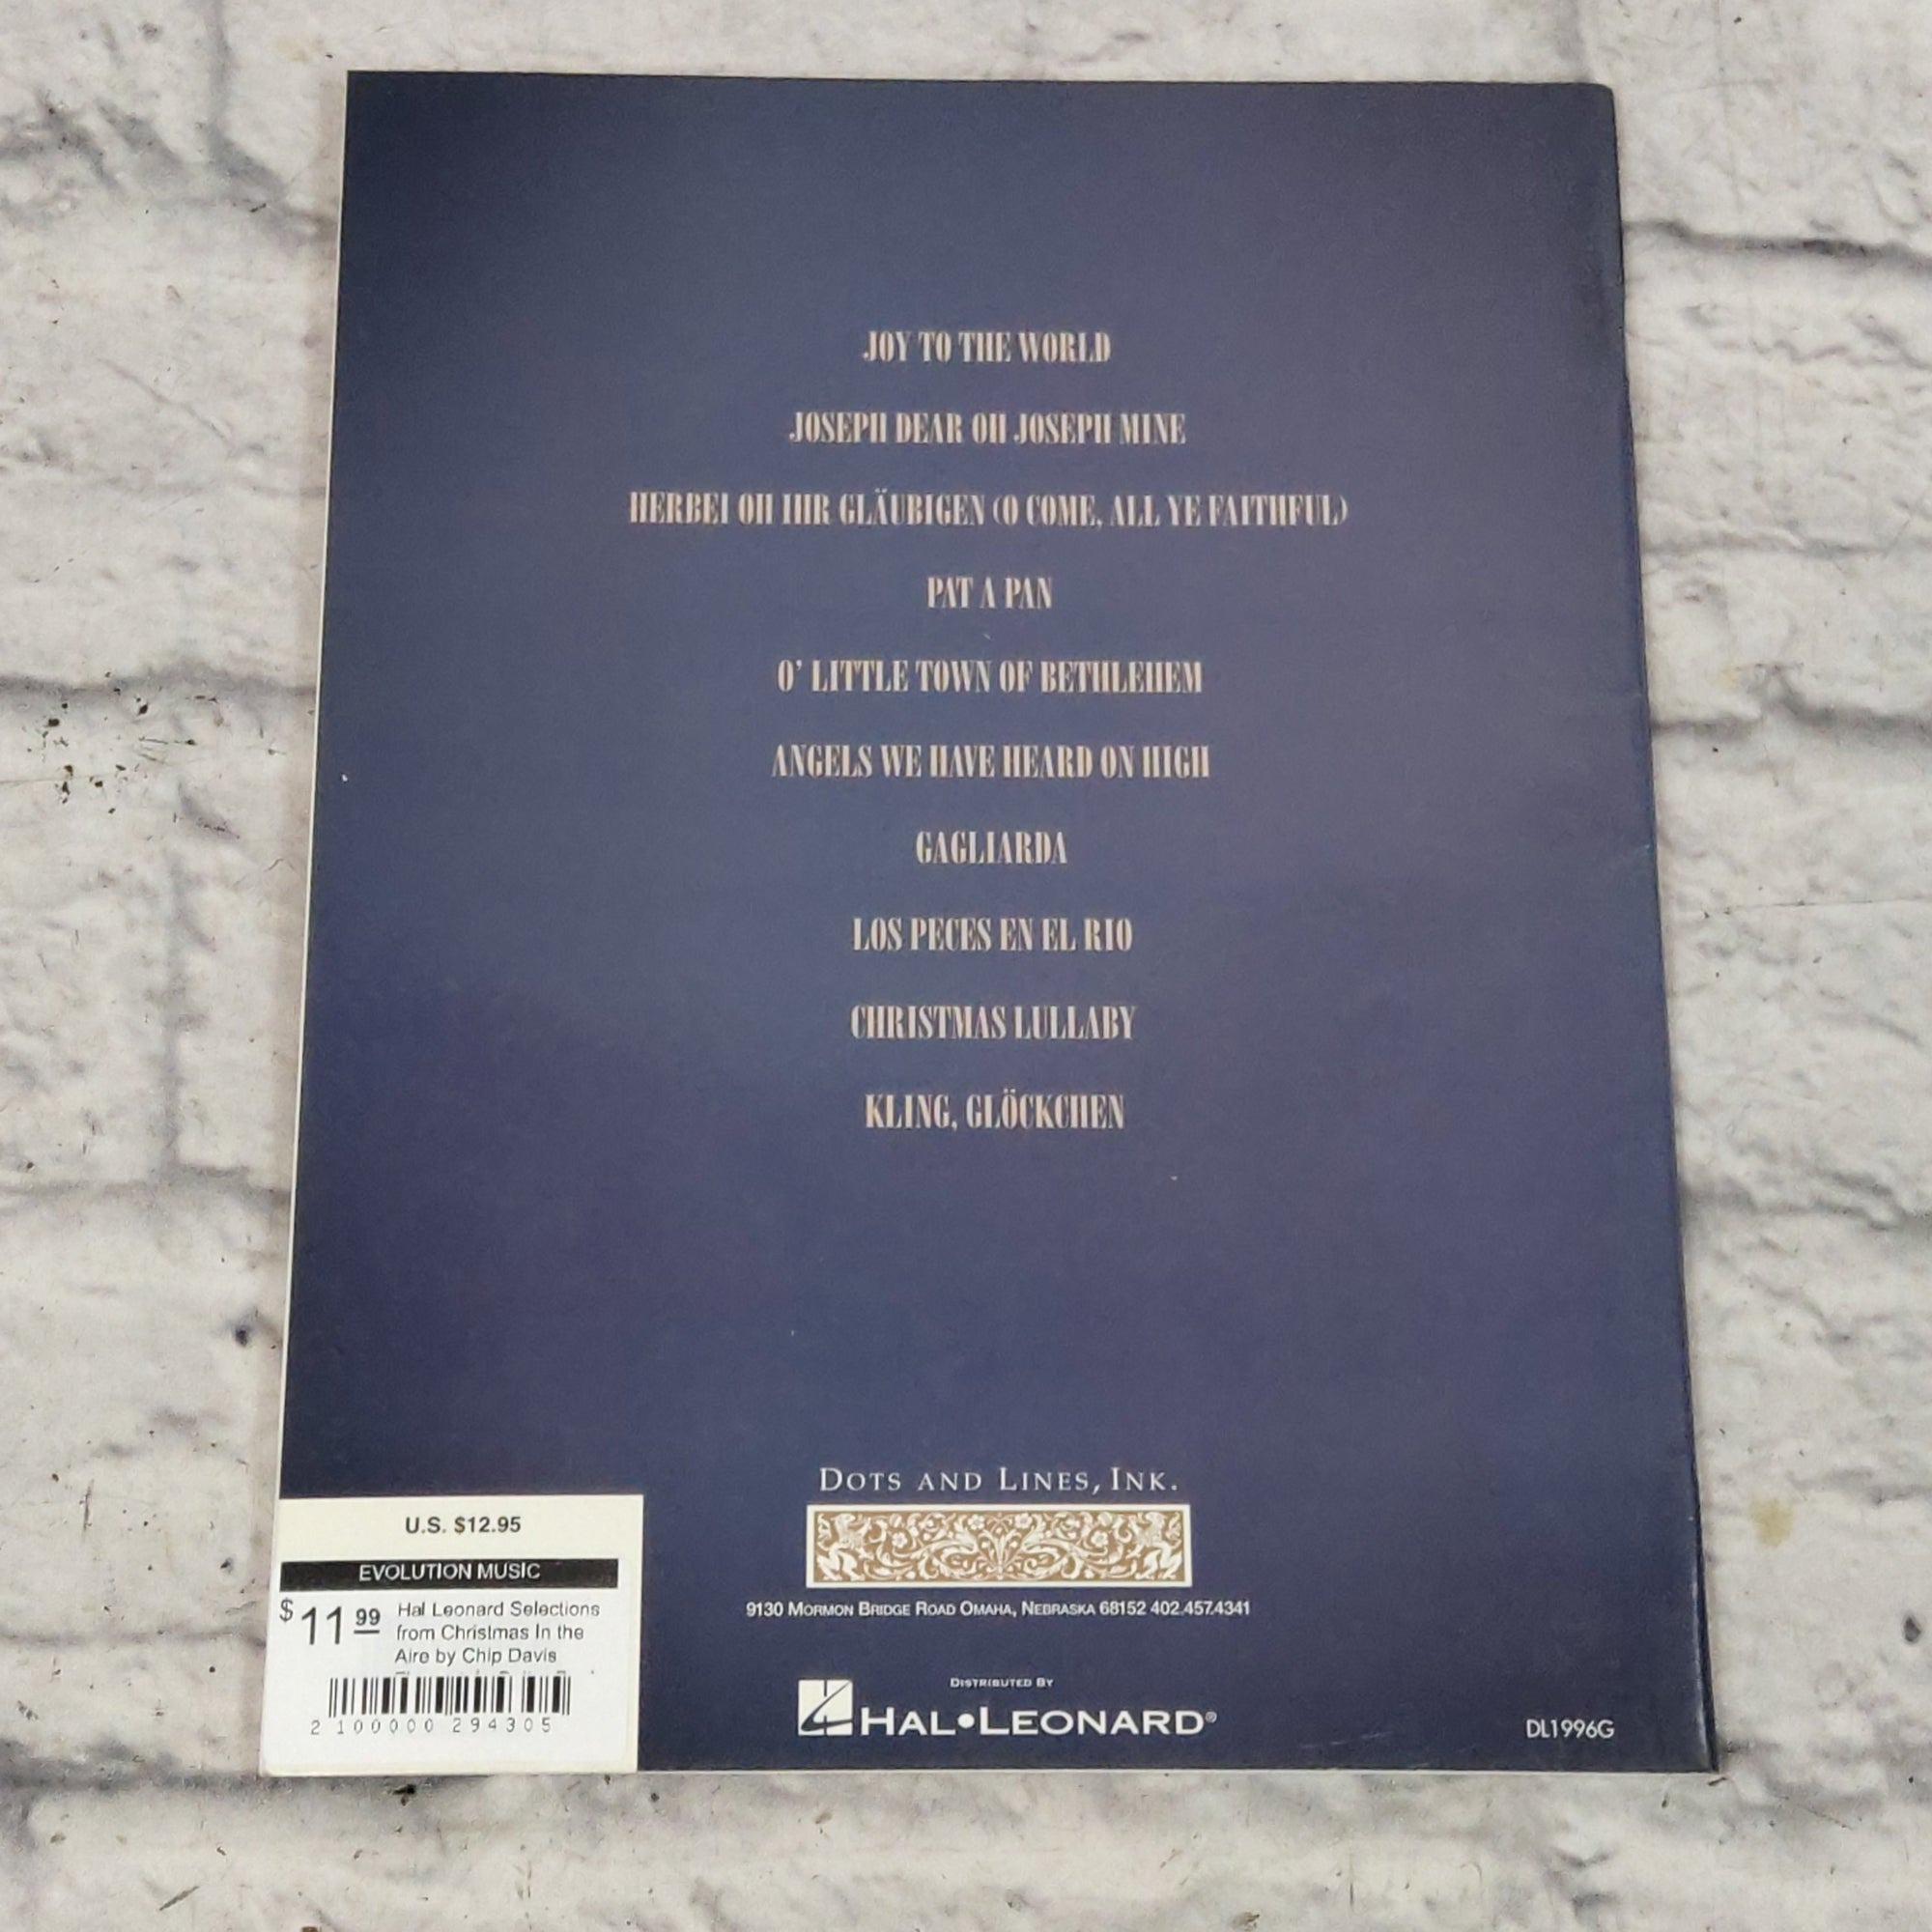 JOY TO THE WORLD
JOSEPH DEAR OH JOSEPH MINE
HERBEI OH IHR GLÄUBIGEN (O COME, ALL YE FAITHFUL)
PAT A PAN
O' LITTLE TOWN OF BETHLEHEM
ANGELS WE HAVE HEARD ON HIGH
GAGLIARDA
LOS PECES EN EL RIO
CHRISTMAS LULLABY
KLING, GLÖCKCHEN
DOTS AND LINES, INK.
9130 MORMON BRIDGE ROAD OMAHA, NEBRASKA 68152 402.457.4341
DISTRIBUTED BY
HAL•LEONARD®
DL1996G
U.S. $12.95
EVOLUTION MUSIC
$11.99
Hal Leonard Selections
from Christmas In the
Aire by Chip Davis
2 100000 294305